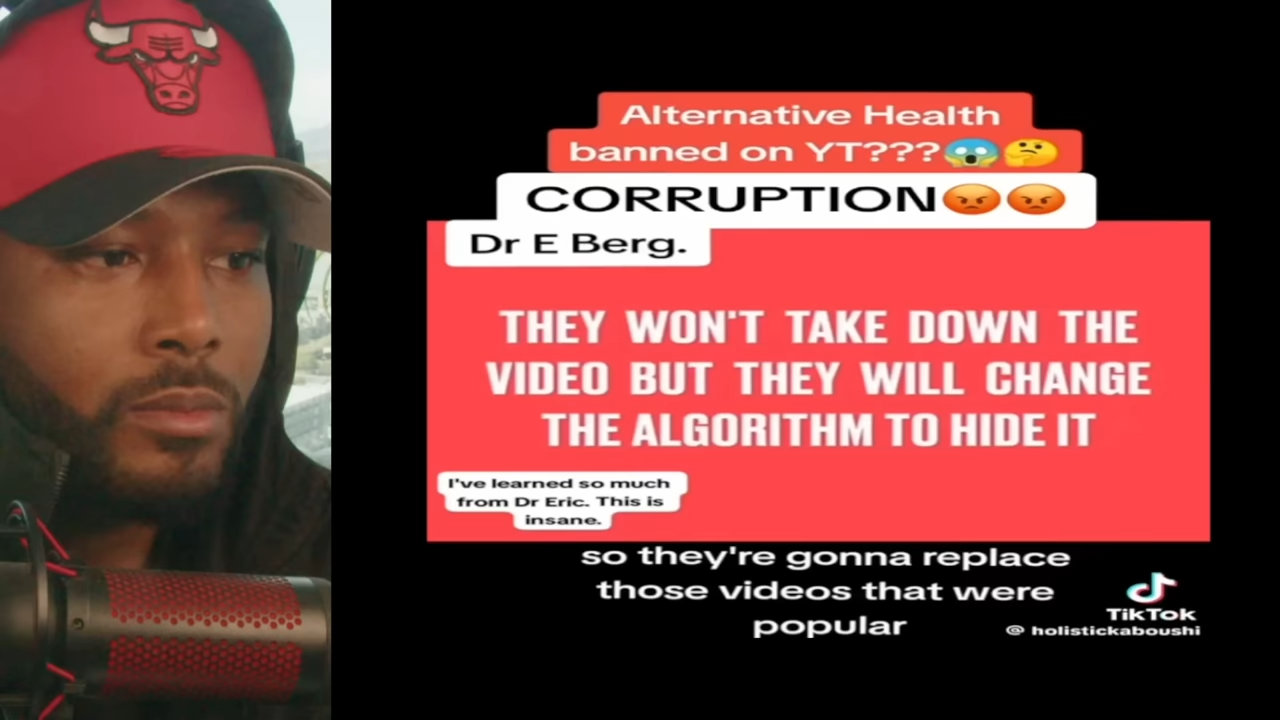 Alternative Health
banned on YT???😱🤔
CORRUPTION😡😡
Dr E Berg.
THEY WON'T TAKE DOWN THE
VIDEO BUT THEY WILL CHANGE
THE ALGORITHM TO HIDE IT
I've learned so much
from Dr Eric. This is
insane.
so they're gonna replace
those videos that were
popular
TikTok
@ holistickaboushi